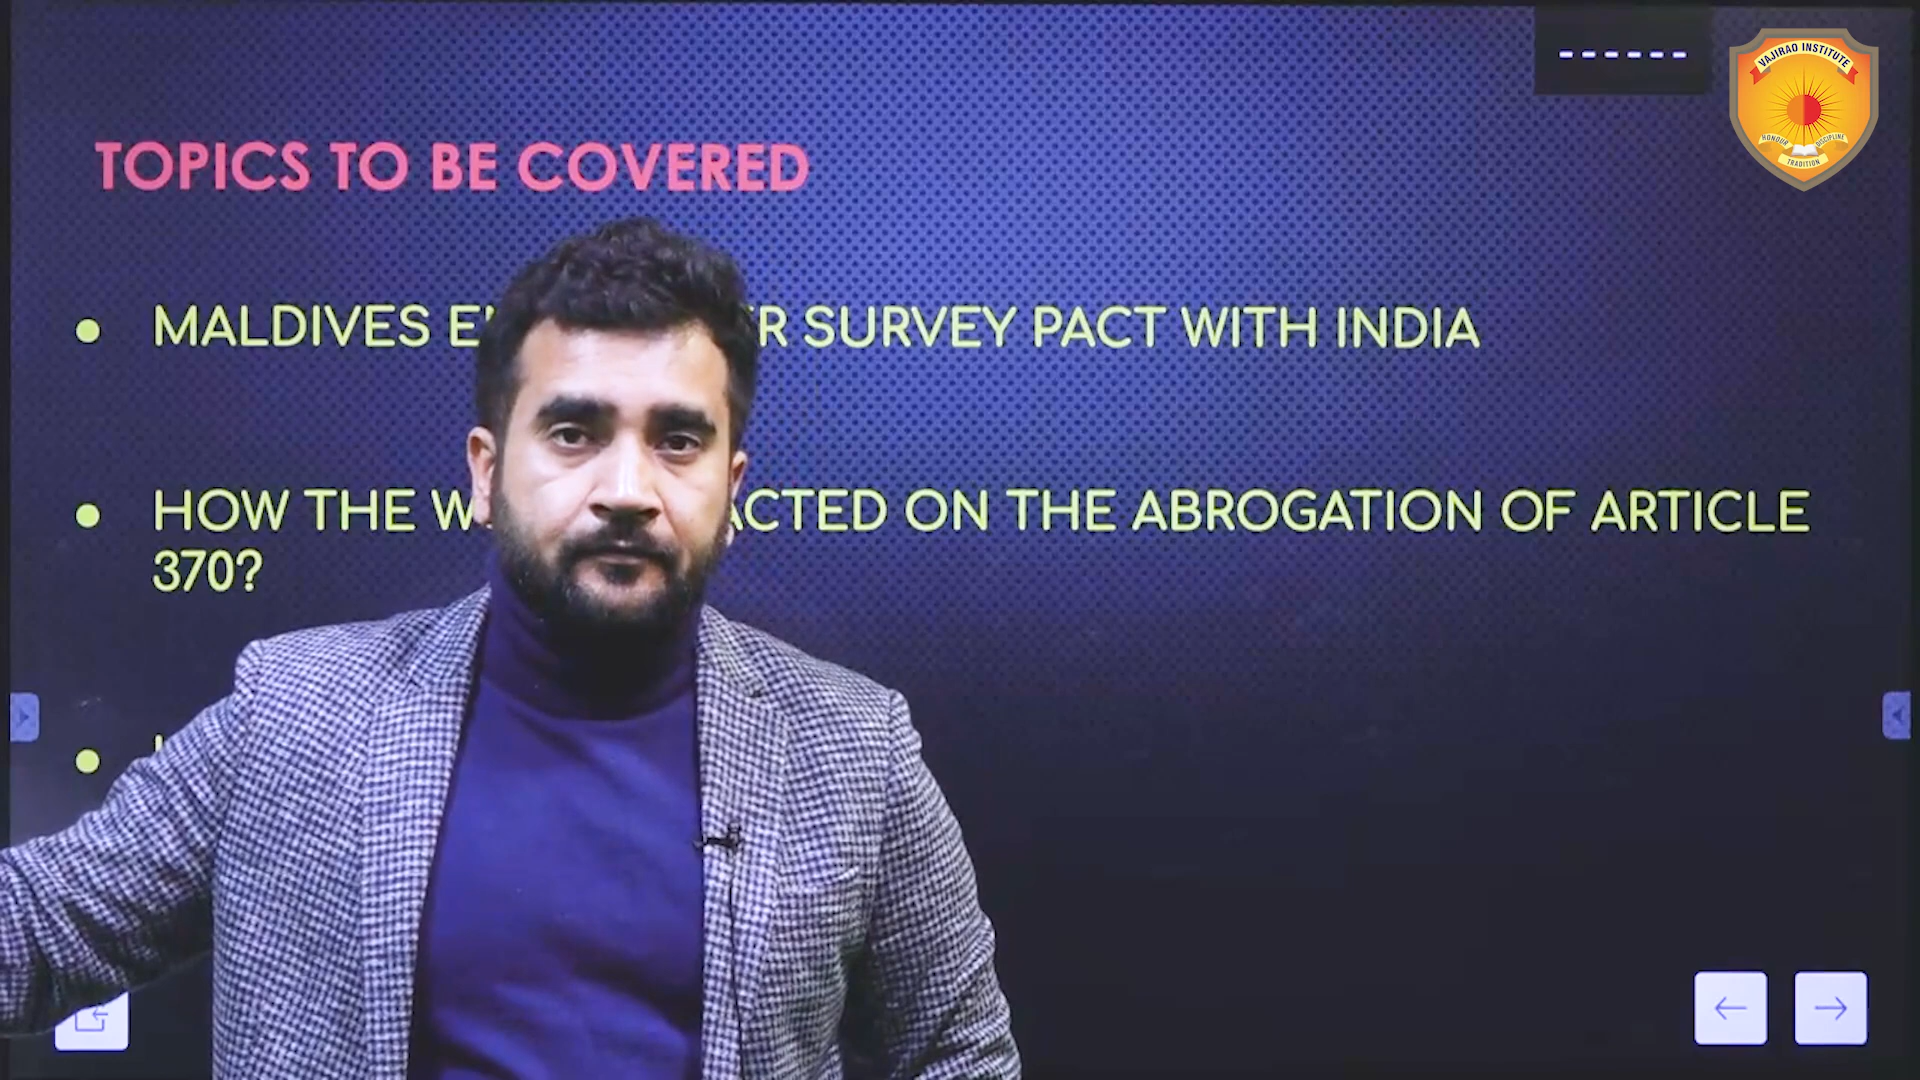 VAJIRAO INSTITUTE
HONOUR
DISCIPLINE
TRADITION
TOPICS TO BE COVERED
MALDIVES SURVEY PACT WITH INDIA
HOW THE ON THE ABROGATION OF ARTICLE
370?